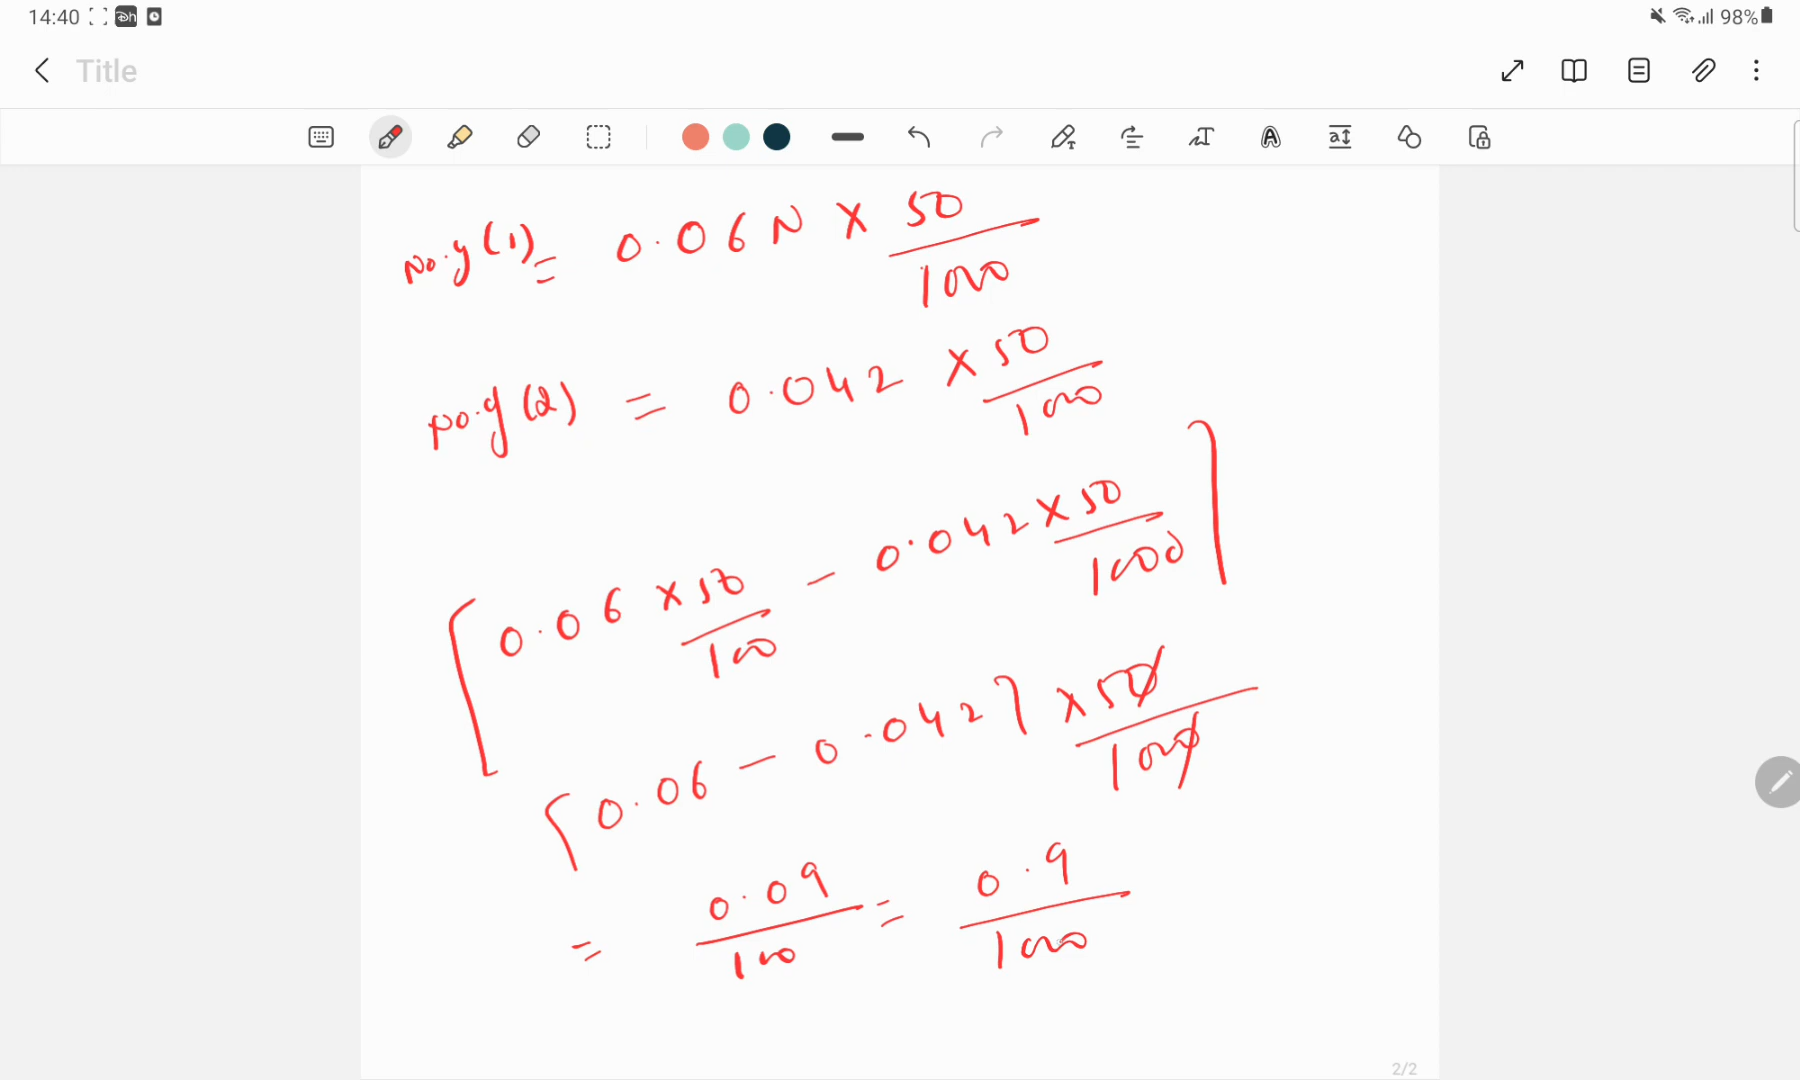 14:40 98%
Title
no. g (1) = 0.06 N × 50/1000
no. g (2) = 0.042 × 50/1000
[0.06 × 50/100 - 0.042 × 50/1000]
[0.06 - 0.042] × 50/1000
= 0.09/100 = 0.9/1000
2/2